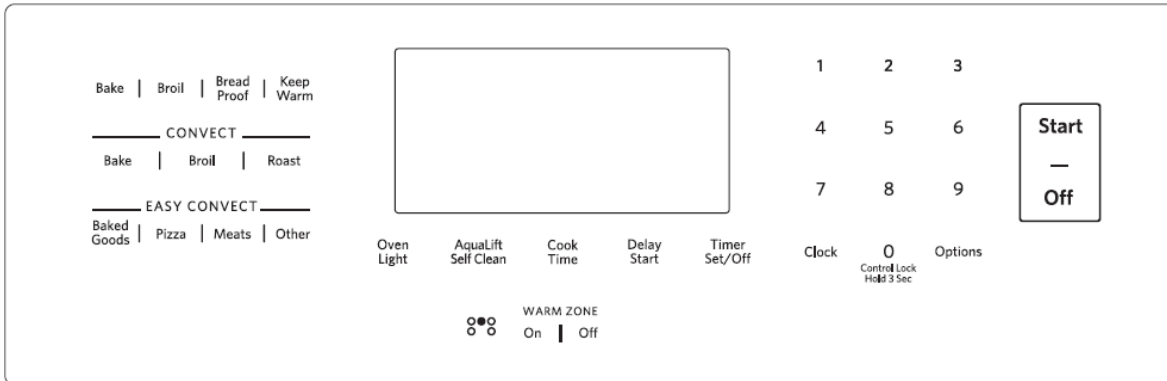 Bake | Broil | Bread Proof | Keep Warm
CONVECT
Bake | Broil | Roast
EASY CONVECT
Baked Goods | Pizza | Meats | Other
Oven Light
AquaLift Self Clean
Cook Time
Delay Start
Timer Set/Off
WARM ZONE
On | Off
1 2 3
4 5 6
7 8 9
Clock 0 Options
Control Lock
Hold 3 Sec
Start
—
Off